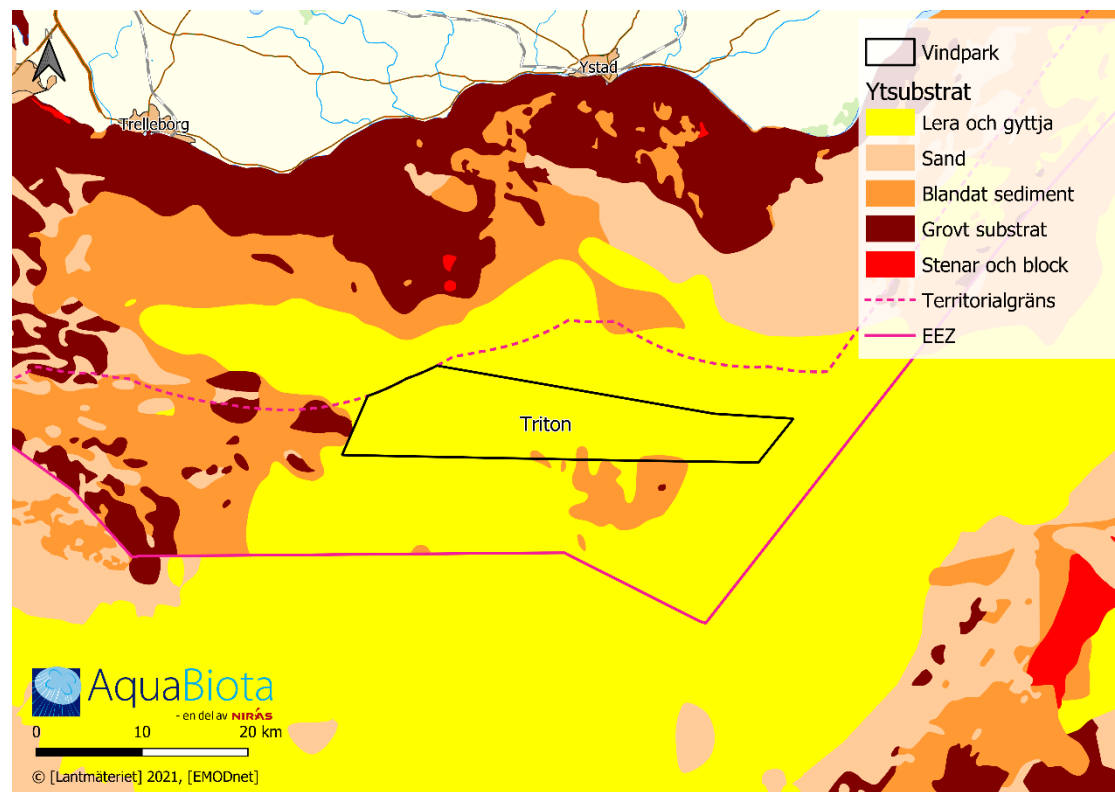 N
Ystad
Trelleborg
Triton
Vindpark
Ytsubstrat
Lera och gyttja
Sand
Blandat sediment
Grovt substrat
Stenar och block
Territorialgräns
EEZ
AquaBiota
- en del av NIRÁS
0 10 20 km
© [Lantmäteriet] 2021, [EMODnet]